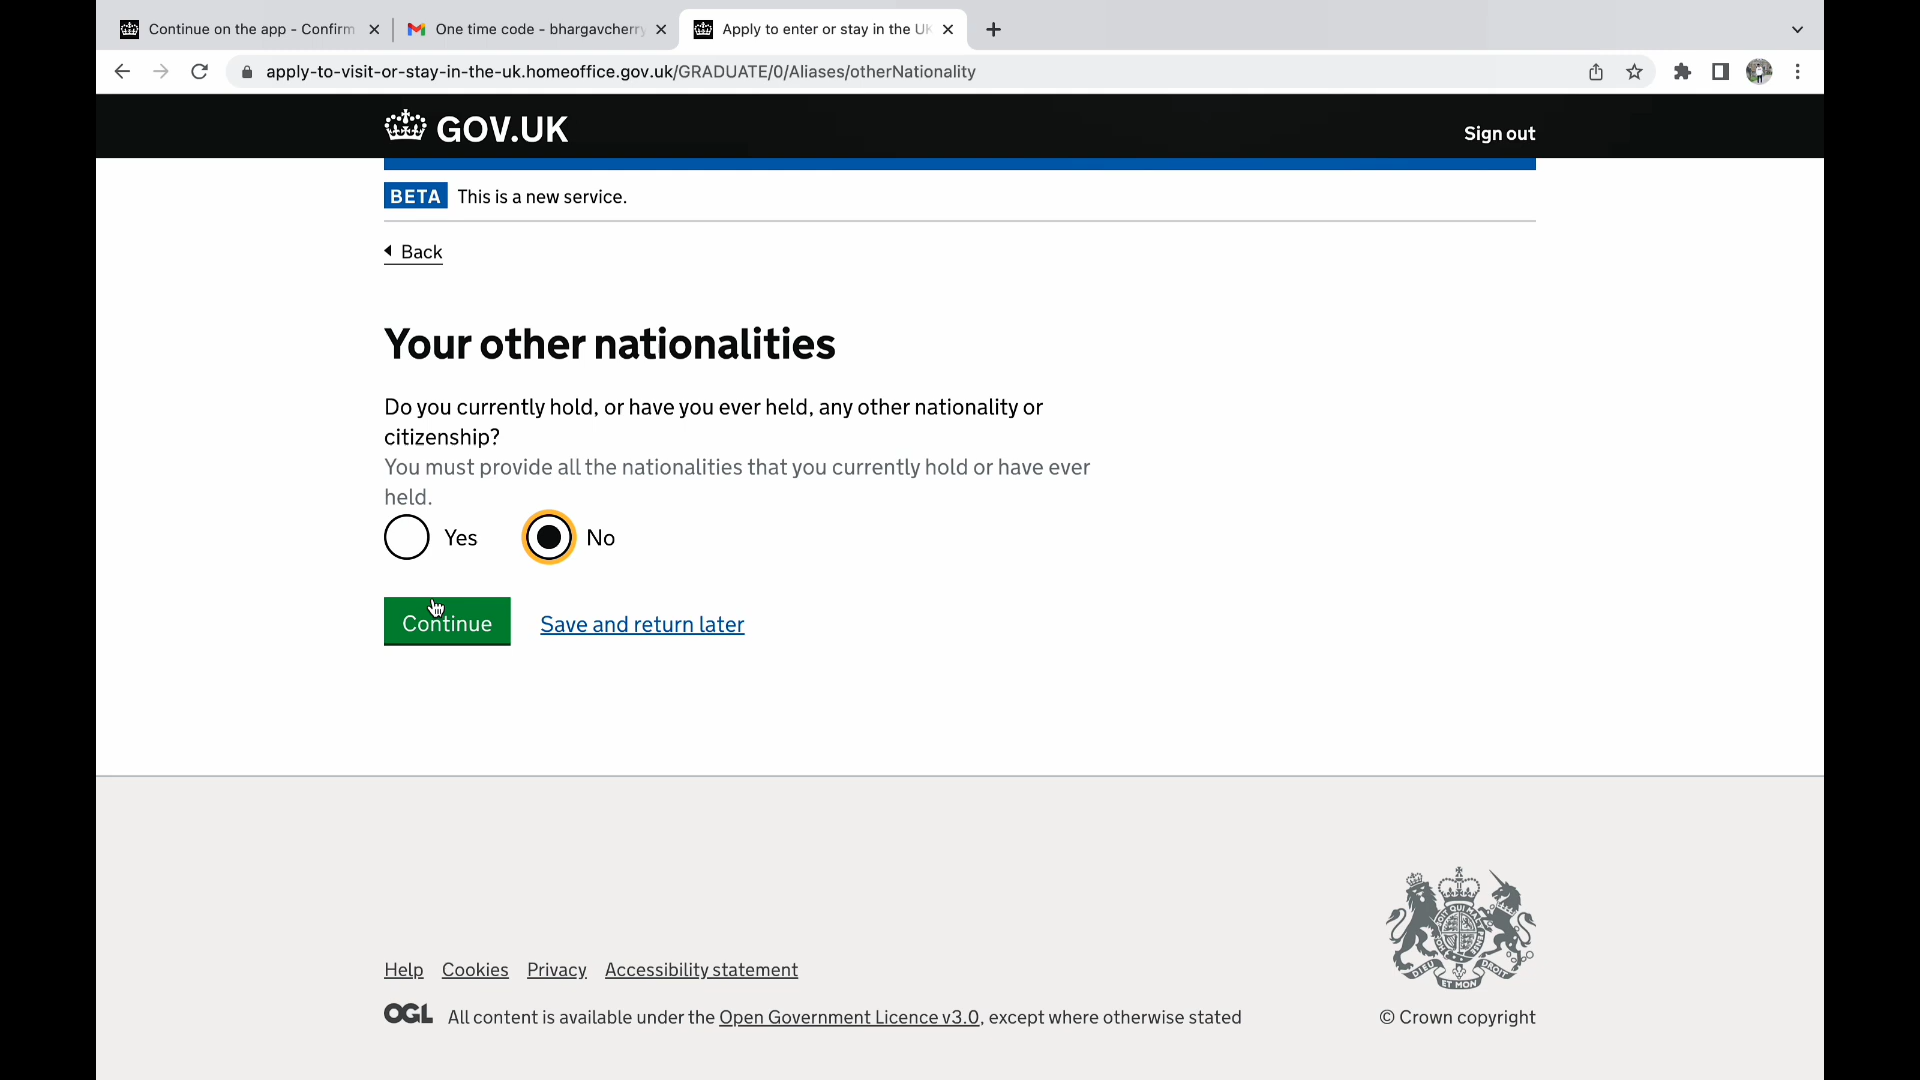 Continue on the app - Confirm
One time code - bhargavcherry
Apply to enter or stay in the UK
apply-to-visit-or-stay-in-the-uk.homeoffice.gov.uk/GRADUATE/0/Aliases/otherNationality
GOV.UK
Sign out
BETA This is a new service.
Back
Your other nationalities
Do you currently hold, or have you ever held, any other nationality or
citizenship?
You must provide all the nationalities that you currently hold or have ever
held.
Yes No
Continue Save and return later
DIEU ET MON DROIT
Help Cookies Privacy Accessibility statement
OGL All content is available under the Open Government Licence v3.0, except where otherwise stated
© Crown copyright